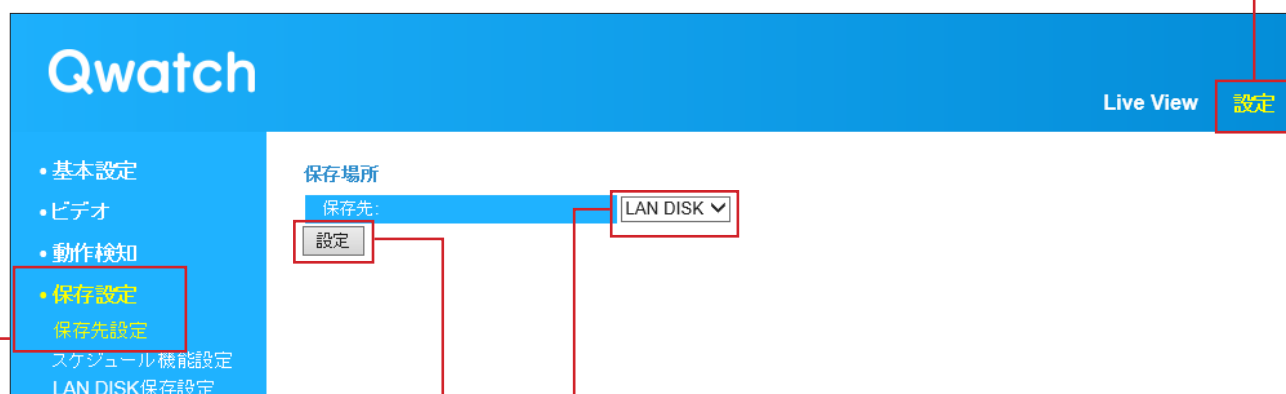 Qwatch
Live View 設定
• 基本設定
•ビデオ
• 動作検知
• 保存設定
保存先設定
スケジュール機能設定
LAN DISK保存設定
保存場所
保存先:
LAN DISK
設定